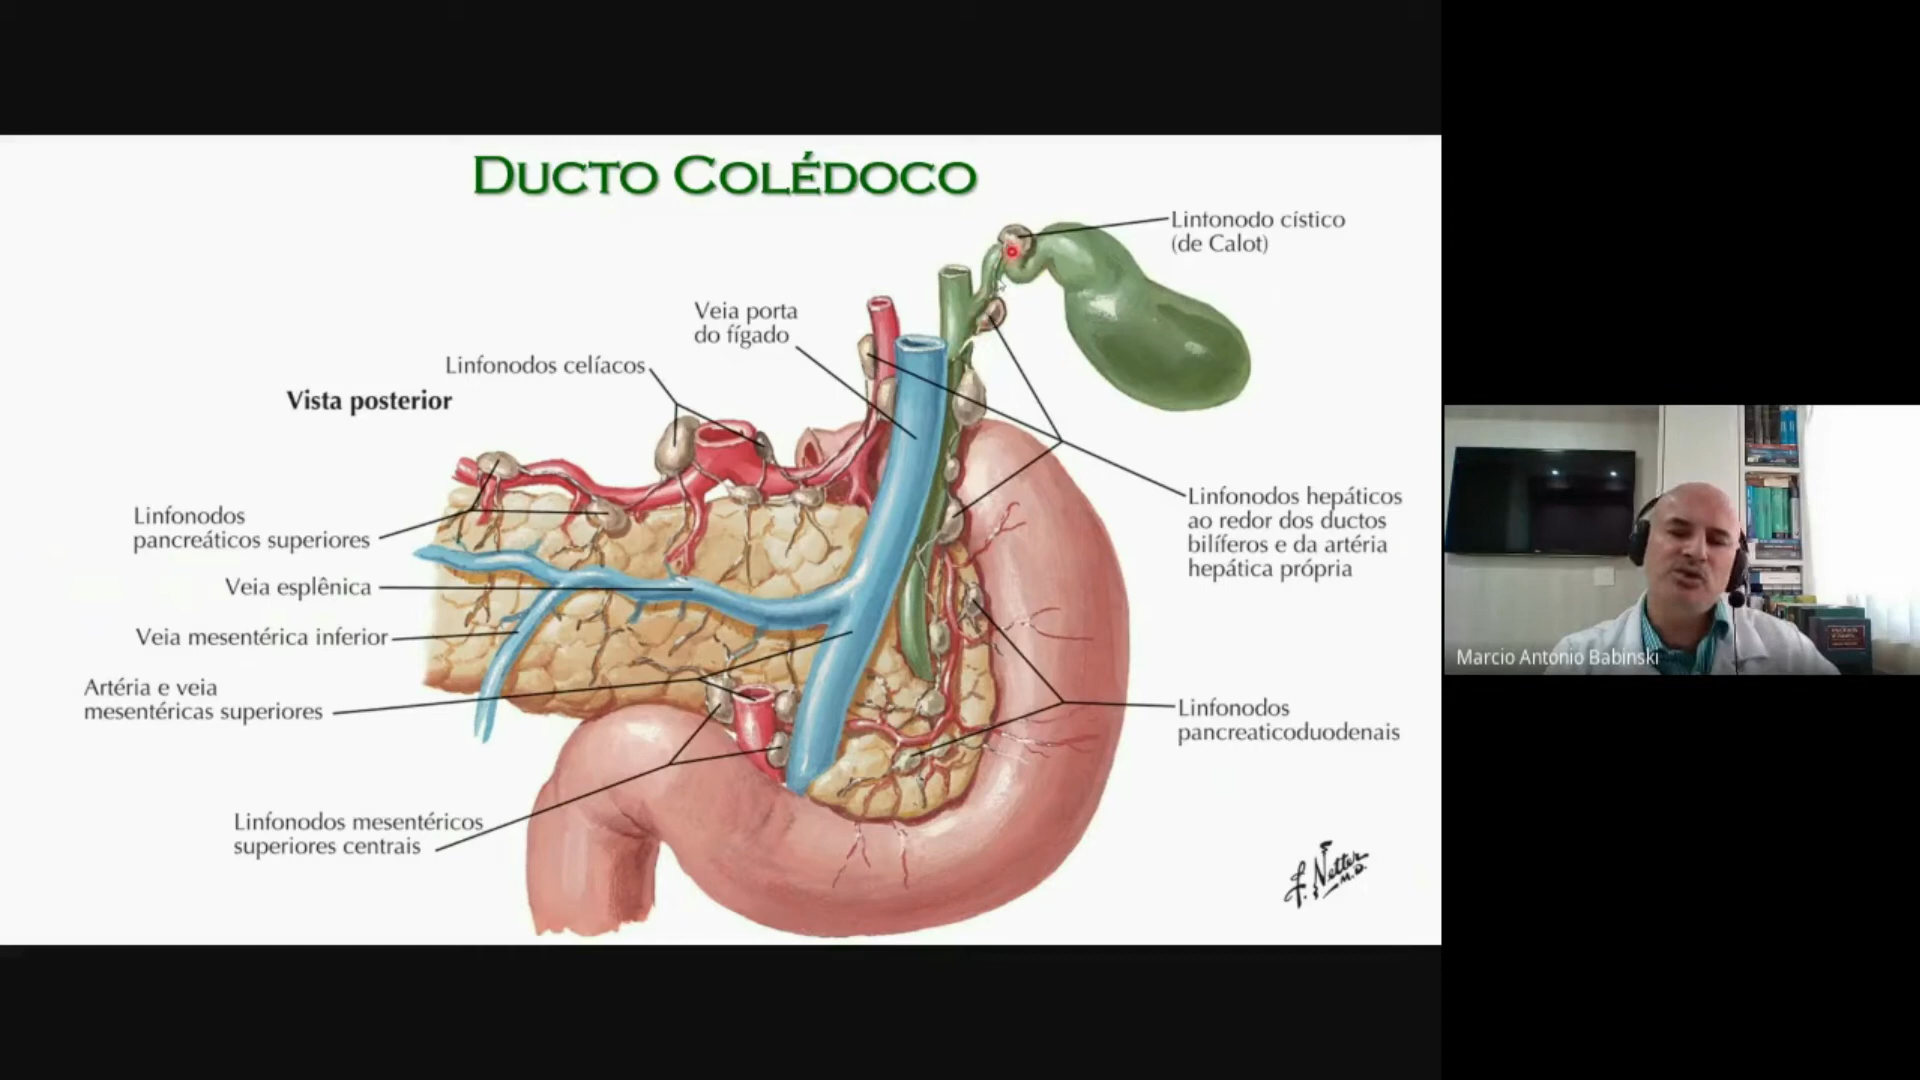 DUCTO COLÉDOCO
Lintonodo cístico
(de Calot)
Veia porta
do fígado
Linfonodos celíacos
Vista posterior
Linfonodos
pancreáticos superiores
Veia esplênica
Veia mesentérica inferior
Artéria e veia
mesentéricas superiores
Linfonodos mesentéricos
superiores centrais
Linfonodos hepáticos
ao redor dos ductos
bilíferos e da artéria
hepática própria
Linfonodos
pancreaticoduodenais
F. Netter
M.D.
Marcio Antonio Babinski